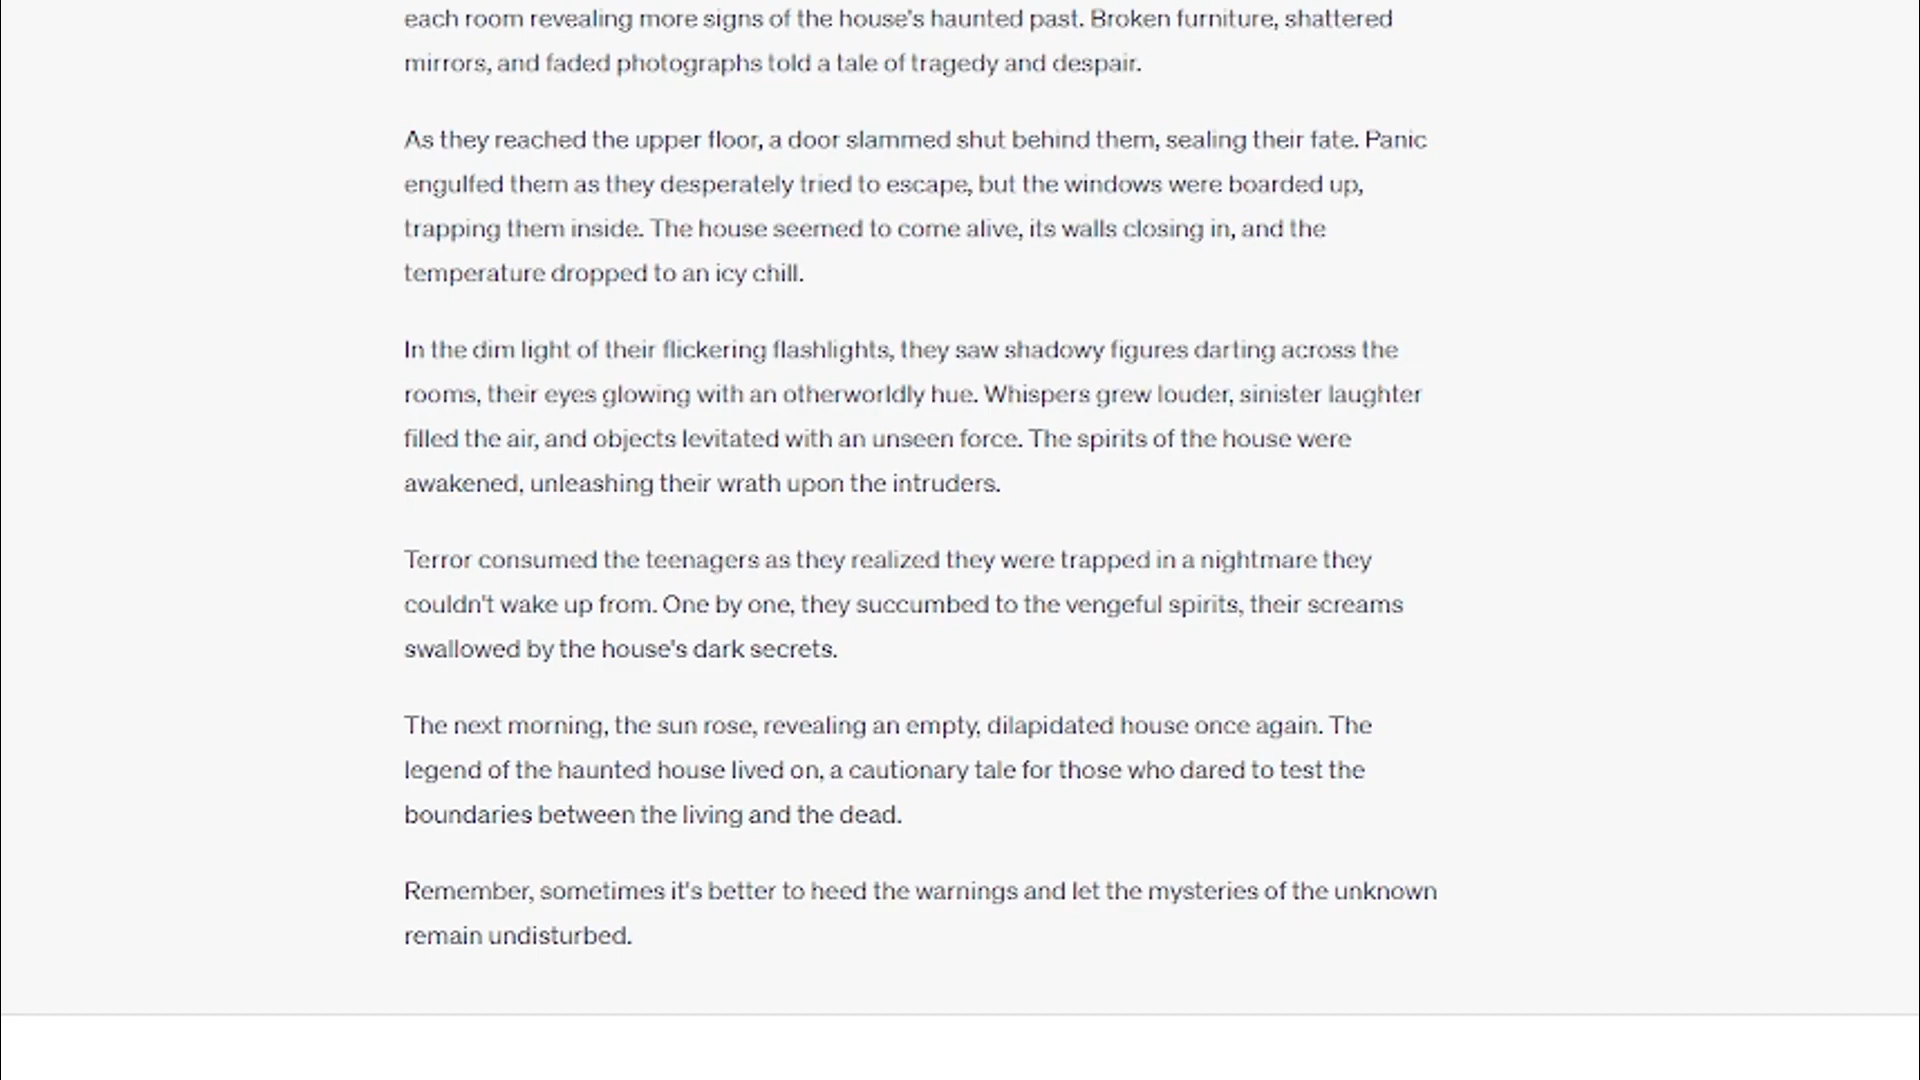 each room revealing more signs of the house's haunted past. Broken furniture, shattered
mirrors, and faded photographs told a tale of tragedy and despair.
As they reached the upper floor, a door slammed shut behind them, sealing their fate. Panic
engulfed them as they desperately tried to escape, but the windows were boarded up,
trapping them inside. The house seemed to come alive, its walls closing in, and the
temperature dropped to an icy chill.
In the dim light of their flickering flashlights, they saw shadowy figures darting across the
rooms, their eyes glowing with an otherworldly hue. Whispers grew louder, sinister laughter
filled the air, and objects levitated with an unseen force. The spirits of the house were
awakened, unleashing their wrath upon the intruders.
Terror consumed the teenagers as they realized they were trapped in a nightmare they
couldn't wake up from. One by one, they succumbed to the vengeful spirits, their screams
swallowed by the house's dark secrets.
The next morning, the sun rose, revealing an empty, dilapidated house once again. The
legend of the haunted house lived on, a cautionary tale for those who dared to test the
boundaries between the living and the dead.
Remember, sometimes it's better to heed the warnings and let the mysteries of the unknown
remain undisturbed.